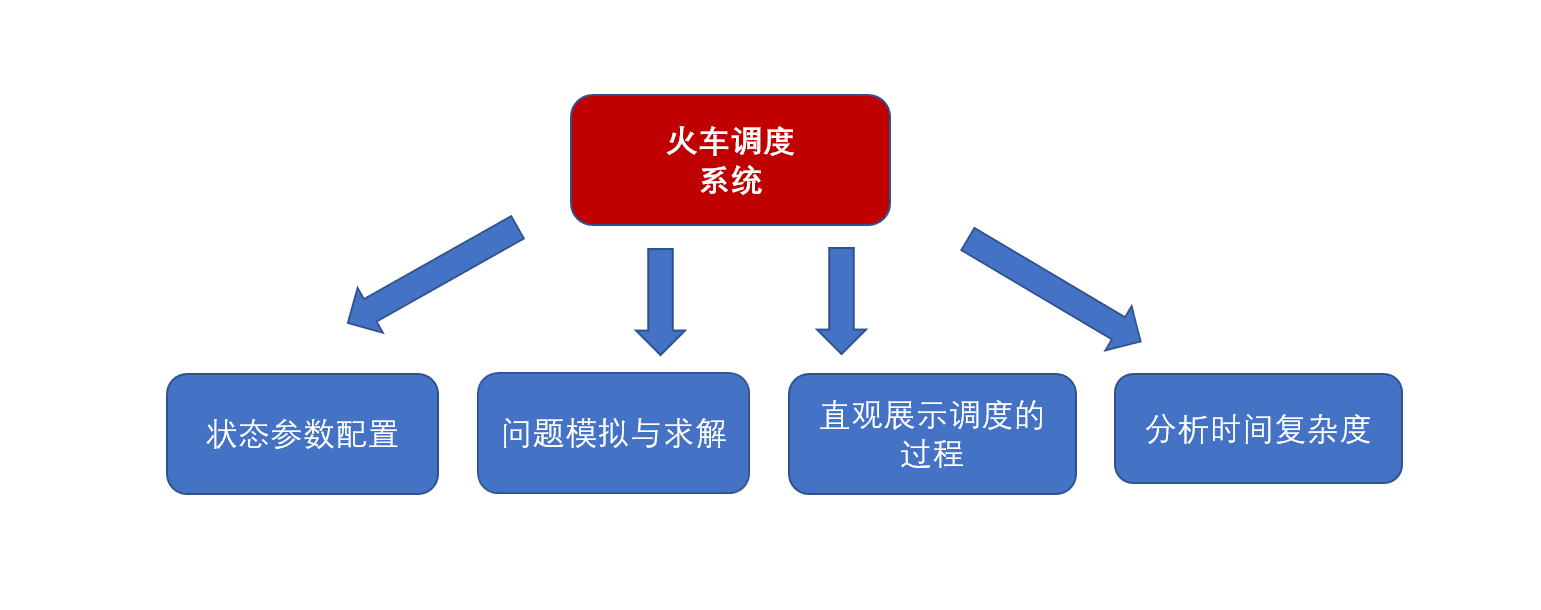 火车调度
系统
状态参数配置
问题模拟与求解
直观展示调度的
过程
分析时间复杂度